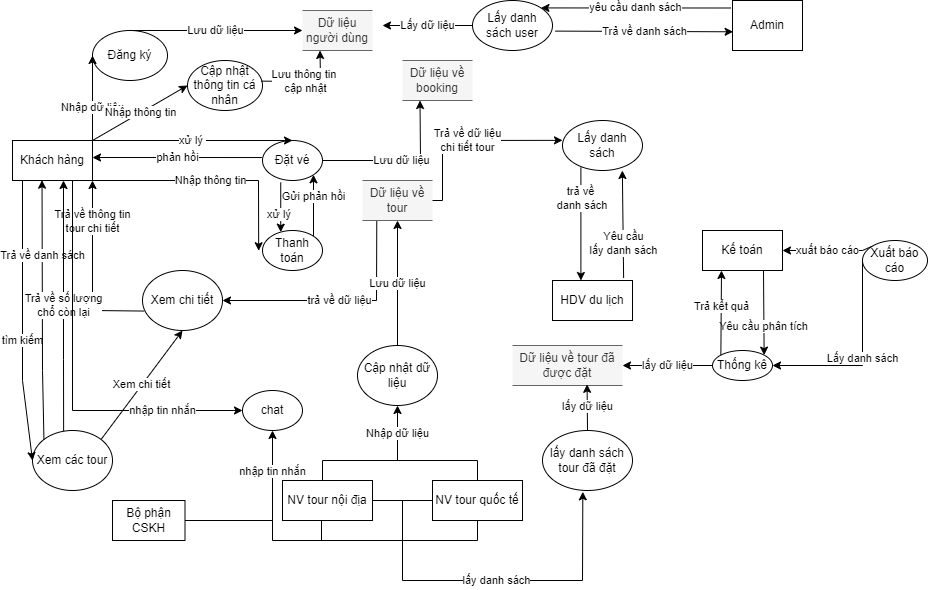 Dữ liệu
người dùng
Lấy dữ liệu
Lấy danh
sách user
yêu cầu danh sách
Trả về danh sách
Admin
Lưu dữ liệu
Đăng ký
Cập nhật
thông tin cá
nhân
Lưu thông tin
cập nhật
Dữ liệu về
booking
Nhập dữ
Nhập thông tin
Khách hàng
xử lý
phản hồi
Đặt vé
Lưu dữ liệu
Trả về dữ liệu
chi tiết tour
Lấy danh
sách
Nhập thông tin
Gửi phản hồi
xử lý
Dữ liệu về
tour
trả về
danh sách
Trả về thông tin
tour chi tiết
Thanh
toán
Yêu cầu
lấy danh sách
Kế toán
xuất báo cáo
Xuất báo
cáo
Trả về danh sách
Lưu dữ liệu
Trả về số lượng
chổ còn lại
Xem chi tiết
trả về dữ liệu
HDV du lịch
Trả kết quả
Yêu cầu phân tích
tìm kiếm
Xem chi tiết
Cập nhật dữ
liệu
Dữ liệu về tour đã
được đặt
lấy dữ liệu
Thống kê
Lấy danh sách
nhập tin nhắn
chat
Nhập dữ liệu
lấy dữ liệu
Xem các tour
nhập tin nhắn
lấy danh sách
tour đã đặt
NV tour nội địa
NV tour quốc tế
Bộ phận
CSKH
lấy danh sách